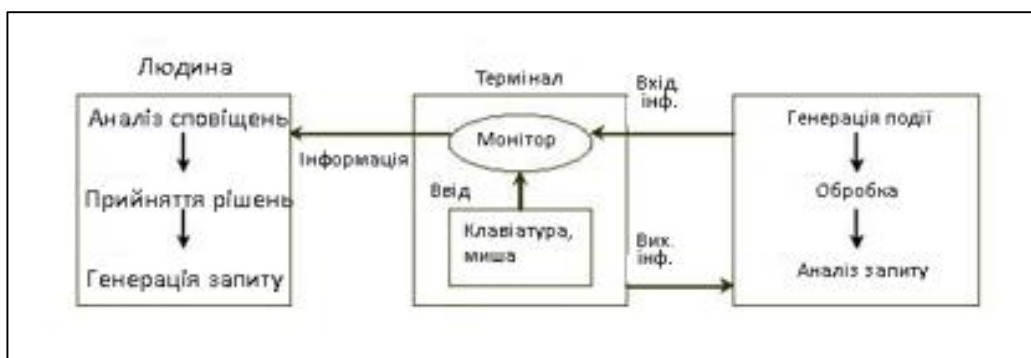 Людина
Аналіз сповіщень
Прийняття рішень
Генерація запиту
Інформація
Термінал
Монітор
Ввід
Клавіатура,
миша
Вхід.
інф.
Вих.
інф.
Генерація події
Обробка
Аналіз запиту